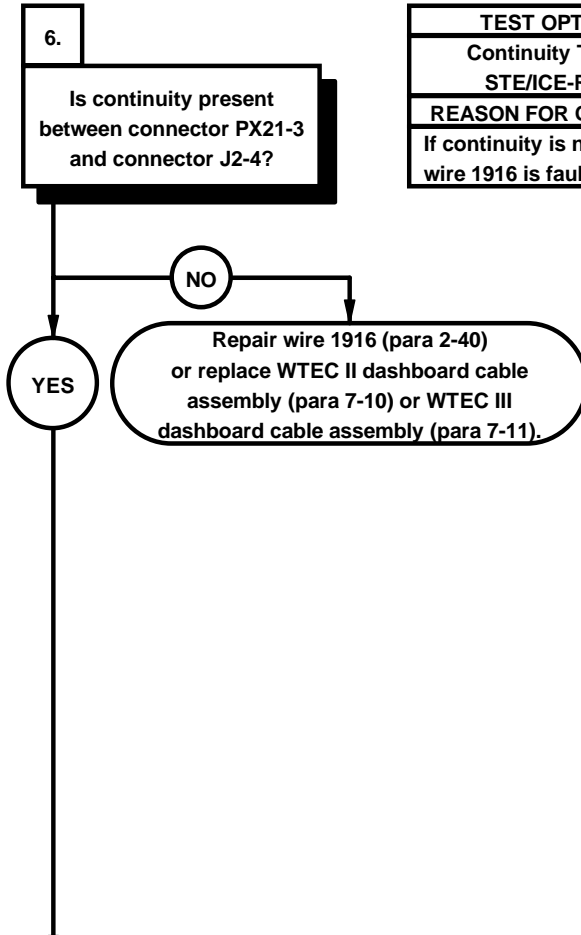 6.
Is continuity present
between connector PX21-3
and connector J2-4?
TEST OPT
Continuity
STE/ICE-
REASON FOR
If continuity is
wire 1916 is
NO
YES
Repair wire 1916 (para 2-40)
or replace WTEC II dashboard cable
assembly (para 7-10) or WTEC III
dashboard cable assembly (para 7-11).